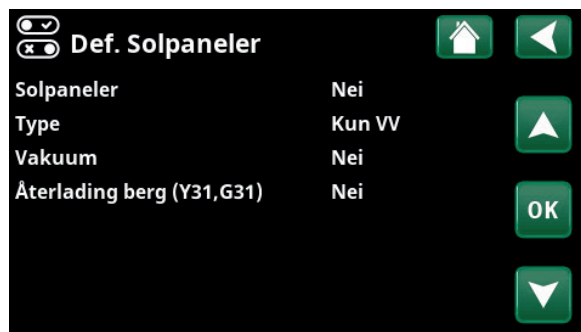 Def. Solpaneler
Solpaneler Nei
Type Kun VV
Vakuum Nei
Återlading berg (Y31,G31) Nei
OK